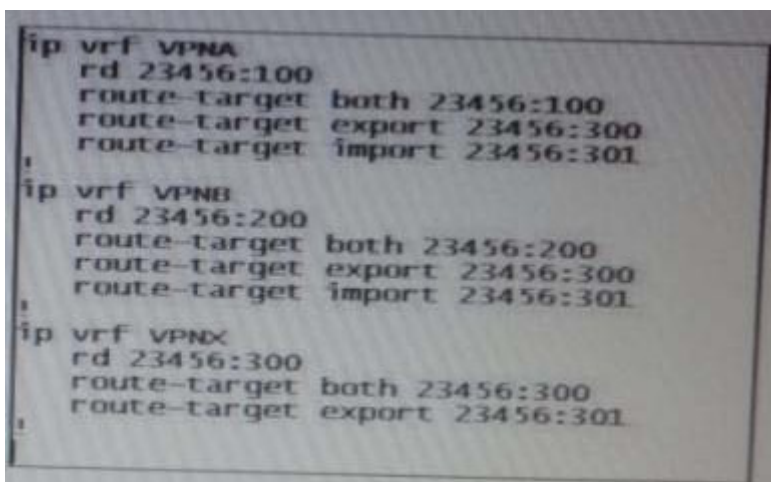 ip vrf VPNA
rd 23456:100
route-target both 23456:100
route-target export 23456:300
route-target import 23456:301
!
ip vrf VPNB
rd 23456:200
route-target both 23456:200
route-target export 23456:300
route-target import 23456:301
!
ip vrf VPNX
rd 23456:300
route-target both 23456:300
route-target export 23456:301
!